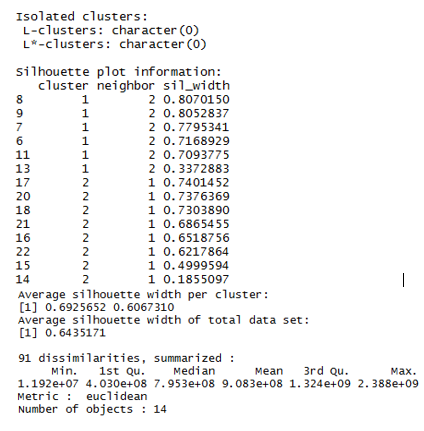 Isolated clusters:
L-clusters: character(0)
L*-clusters: character(0)
Silhouette plot information:
cluster neighbor sil_width
8 1 2 0.8070150
9 1 2 0.8052837
7 1 2 0.7795341
6 1 2 0.7168929
11 1 2 0.7093775
13 1 2 0.3372883
17 2 1 0.7401452
20 2 1 0.7376369
18 2 1 0.7303890
21 2 1 0.6865455
16 2 1 0.6518756
22 2 1 0.6217864
15 2 1 0.4999594
14 2 1 0.1855097
Average silhouette width per cluster:
[1] 0.6925652 0.6067310
Average silhouette width of total data set:
[1] 0.6435171
91 dissimilarities, summarized :
Min. 1st Qu. Median Mean 3rd Qu. Max.
1.192e+07 4.030e+08 7.953e+08 9.083e+08 1.324e+09 2.388e+09
Metric : euclidean
Number of objects : 14